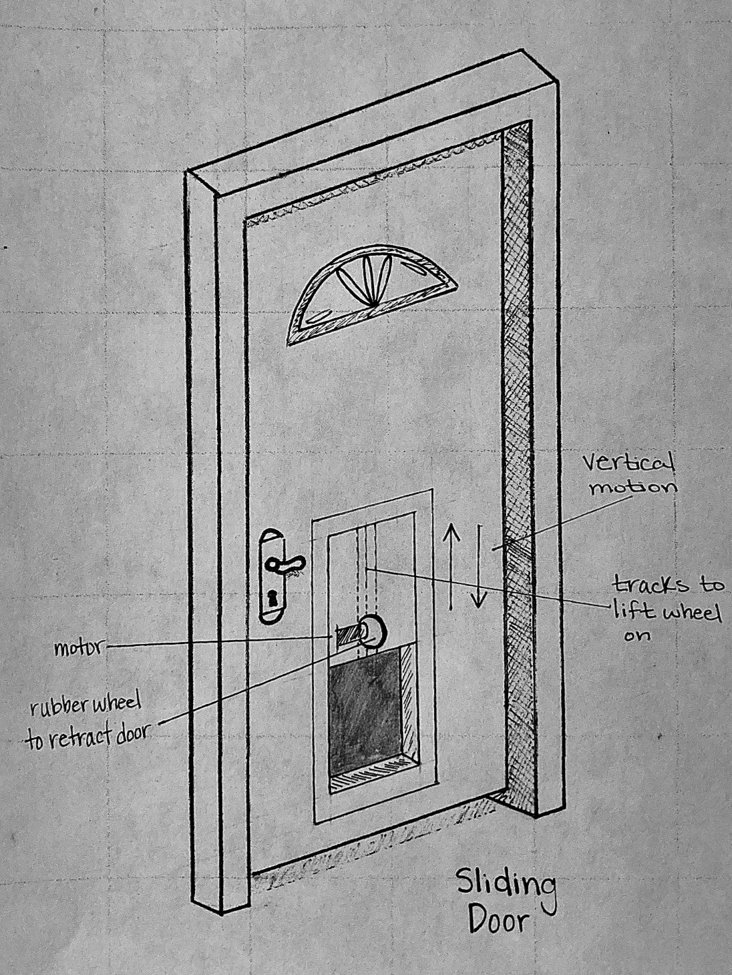 vertical
motion
tracks to
lift wheel
on
motor
rubber wheel
to retract door
Sliding
Door